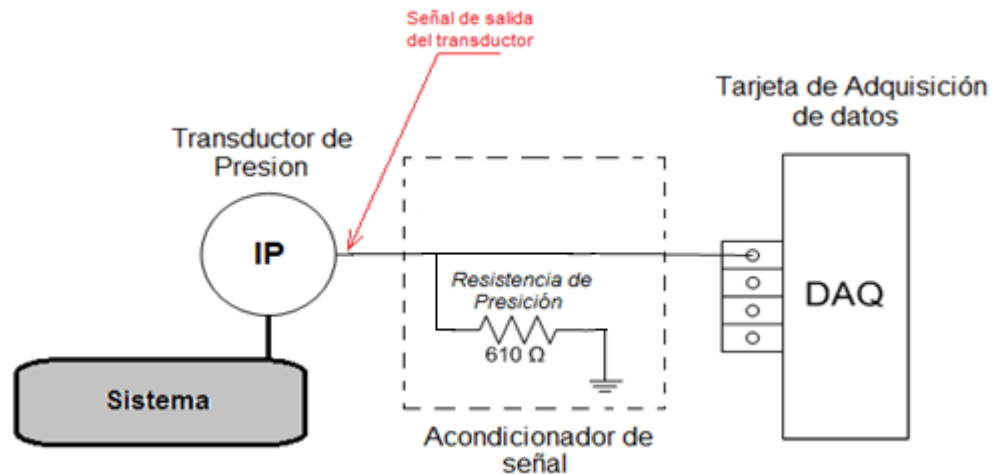 Señal de salida
del transductor
Tarjeta de Adquisición
de datos
Transductor de
Presion
IP
Resistencia de
Presición
610 Ω
DAQ
Sistema
Acondicionador de
señal